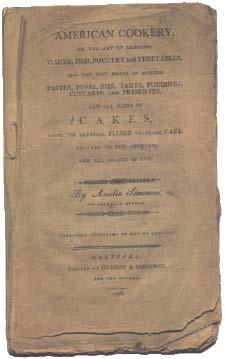 AMERICAN COOKERY,
OR THE ART OF DRESSING
VIANDS, FISH, POULTRY and VEGETABLES,
AND THE BEST MODES OF MAKING
PASTES, PUFFS, PIES, TARTS, PUDDINGS,
CUSTARDS AND PRESERVES,
AND ALL KINDS OF
CAKES,
FROM THE IMPERIAL PLUMB TO PLAIN CAKE.
ADAPTED TO THIS COUNTRY,
AND ALL GRADES OF LIFE.
By Amelia Simmons,
AN AMERICAN ORPHAN.
PUBLISHED ACCORDING TO ACT OF CONGRESS.
HARTFORD:
PRINTED BY HUDSON & GOODWIN,
FOR THE AUTHOR.
1796